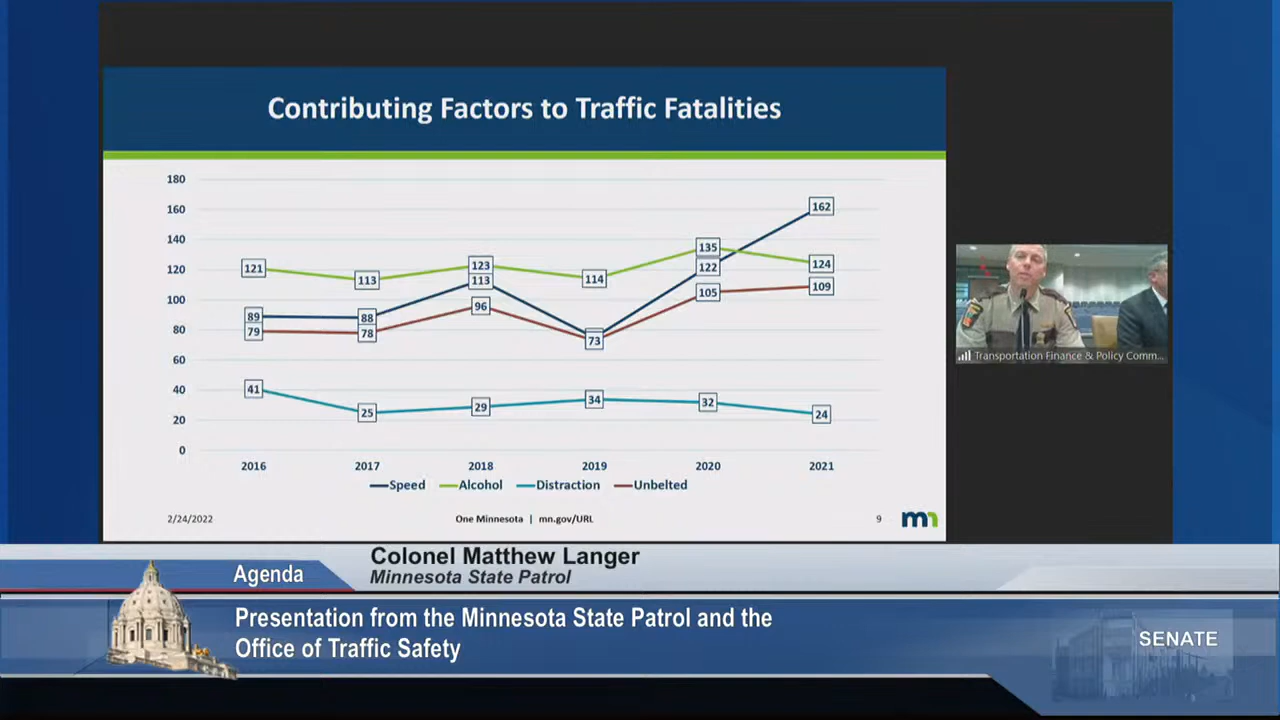 Contributing Factors to Traffic Fatalities
180
160
140
120
100
80
60
40
20
0
121 113 123 114 135 124
89 88 113 122 162
79 78 96 73 105 109
41 25 29 34 32 24
2016 2017 2018 2019 2020 2021
Speed Alcohol Distraction Unbelted
2/24/2022 One Minnesota | mn.gov/URL 9 mn
Transportation Finance & Policy Comm...
Colonel Matthew Langer
Minnesota State Patrol
Agenda
Presentation from the Minnesota State Patrol and the
Office of Traffic Safety
SENATE